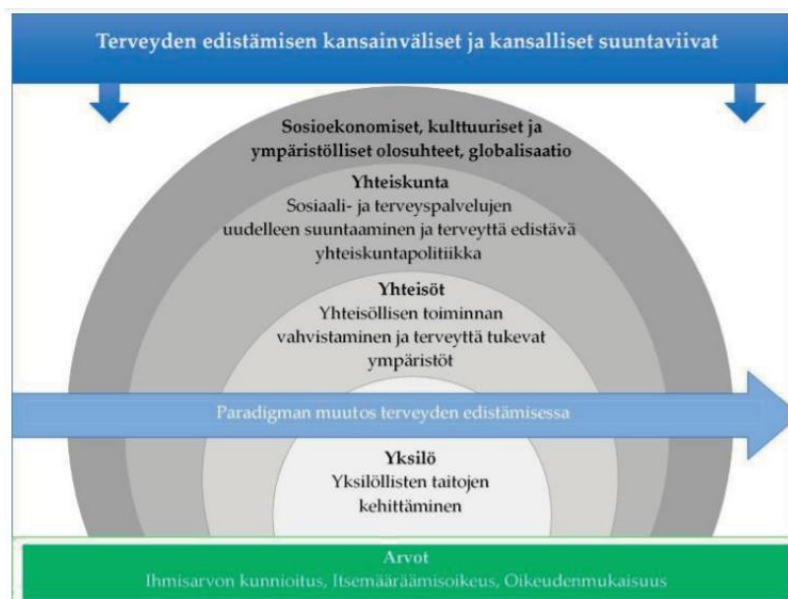 Terveyden edistämisen kansainväliset ja kansalliset suuntaviivat
Sosioekonomiset, kulttuuriset ja
ympäristölliset olosuhteet, globalisaatio
Yhteiskunta
Sosiaali- ja terveyspalvelujen
uudelleen suuntaaminen ja terveyttä edistävä
yhteiskuntapolitiikka
Yhteisöt
Yhteisöllisen toiminnan
vahvistaminen ja terveyttä tukevat
ympäristöt
Paradigman muutos terveyden edistämisessa
Yksilö
Yksilöllisten taitojen
kehittäminen
Arvot
Ihmisarvon kunnioitus, Itsemääräämisoikeus, Oikeudenmukaisuus